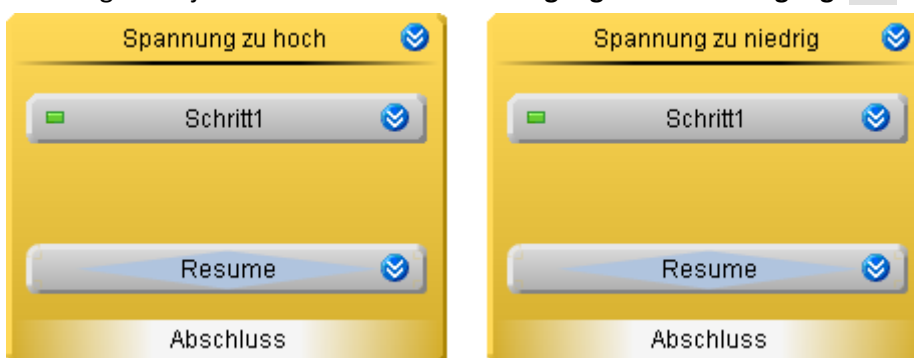 Spannung zu hoch
Schritt1
Resume
Abschluss
Spannung zu niedrig
Schritt1
Resume
Abschluss